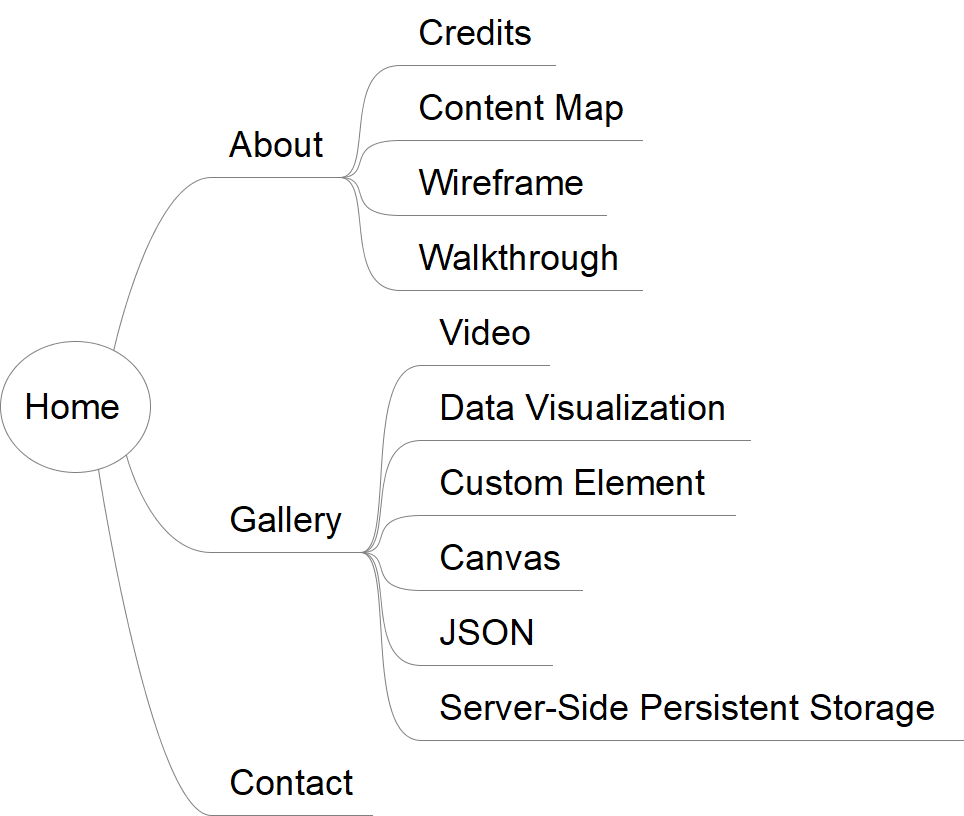 Credits
Content Map
About
Wireframe
Walkthrough
Video
Home
Data Visualization
Custom Element
Gallery
Canvas
JSON
Server-Side Persistent Storage
Contact